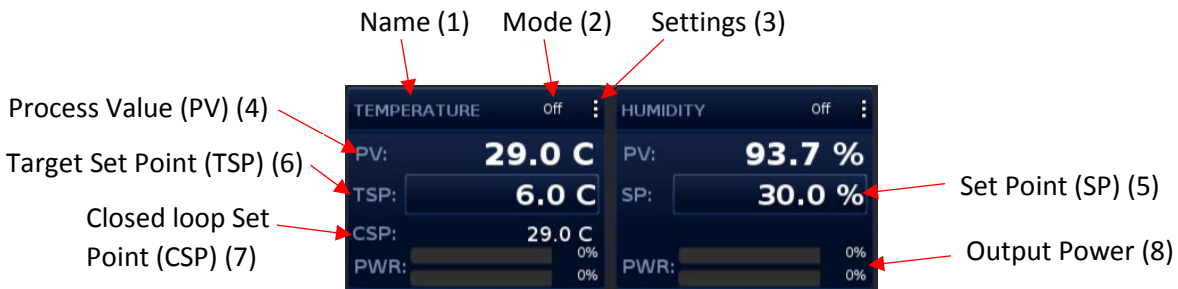 Name (1) Mode (2) Settings (3)
TEMPERATURE Off HUMIDITY Off
Process Value (PV) (4)
PV: 29.0 C PV: 93.7 %
Target Set Point (TSP) (6)
TSP: 6.0 C SP: 30.0 %
Set Point (SP) (5)
Closed loop Set
Point (CSP) (7)
CSP: 29.0 C
PWR: 0% PWR: 0%
0% 0%
Output Power (8)